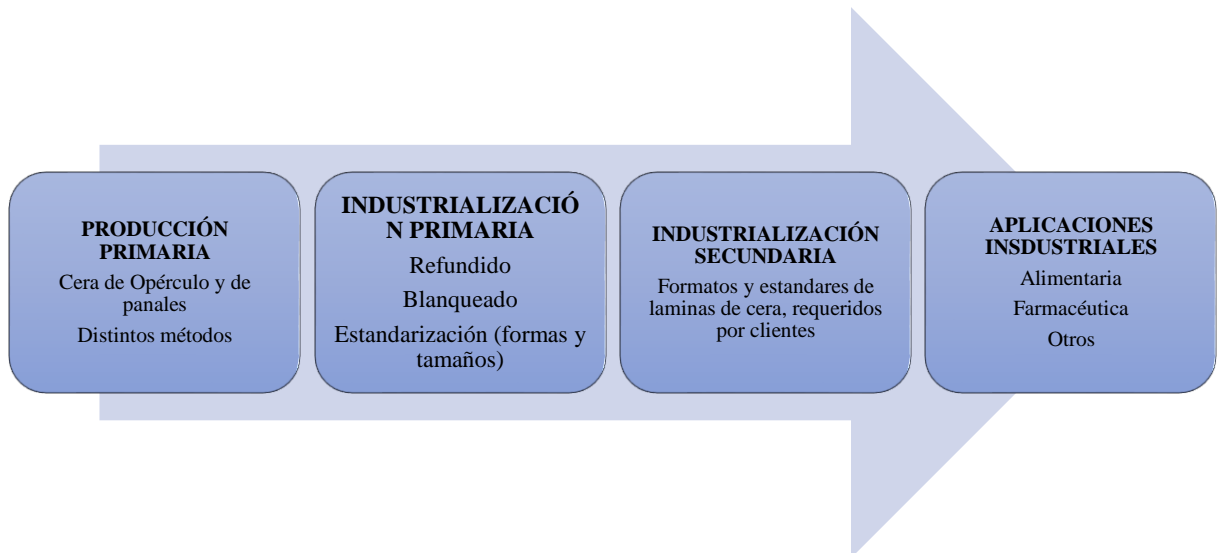 PRODUCCIÓN
PRIMARIA
Cera de Opérculo y de
panales
Distintos métodos
INDUSTRIALIZACIÓ
N PRIMARIA
Refundido
Blanqueado
Estandarización (formas y
tamaños)
INDUSTRIALIZACIÓN
SECUNDARIA
Formatos y estandares de
laminas de cera, requeridos
por clientes
APLICACIONES
INSDUSTRIALES
Alimentaria
Farmacéutica
Otros